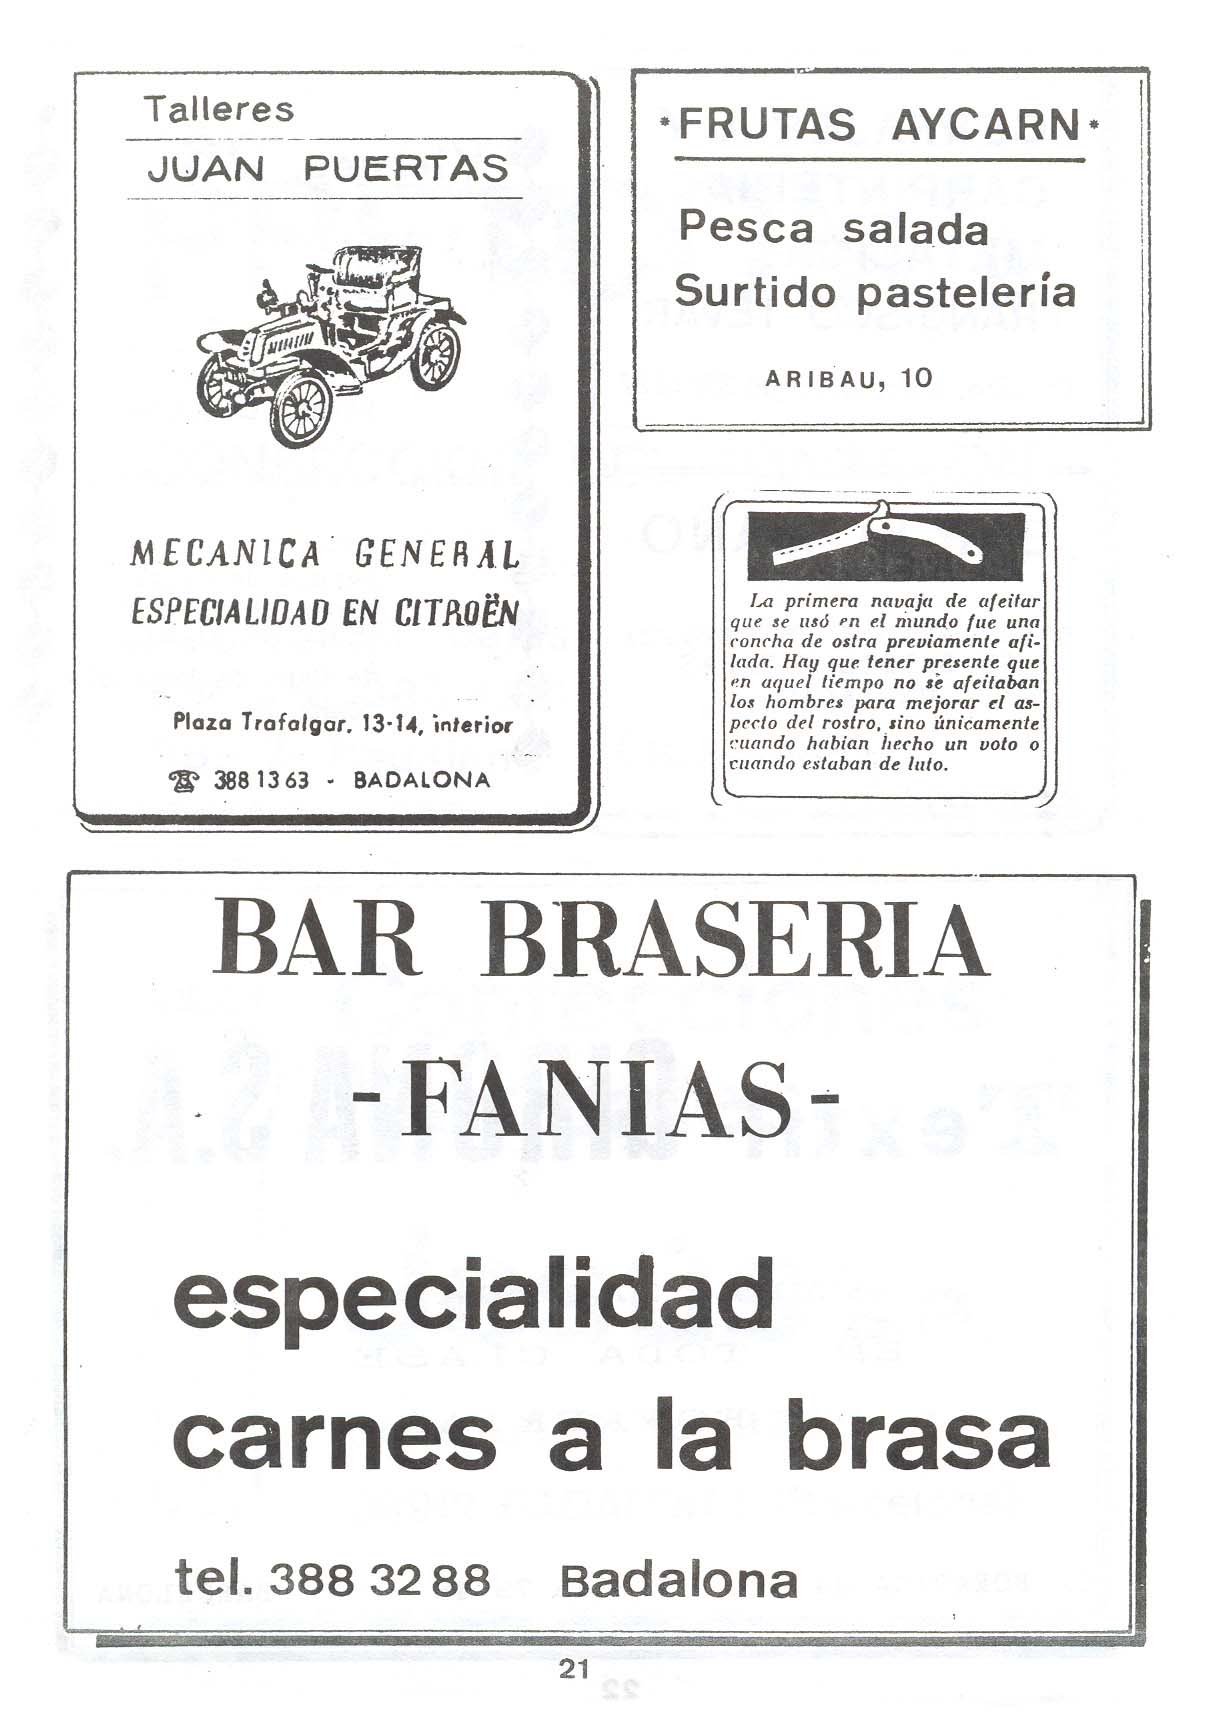 Talleres
JUAN PUERTAS
MECANICA GENERAL
ESPECIALIDAD EN CITROËN
Plaza Trafalgar, 13-14, interior
☎ 388 13 63 - BADALONA
* FRUTAS AYCARN *
Pesca salada
Surtido pastelería
ARIBAU, 10
La primera navaja de afeitar
que se usó en el mundo fue una
concha de ostra previamente afi-
lada. Hay que tener presente que
en aquel tiempo no se afeitaban
los hombres para mejorar el as-
pecto del rostro, sino únicamente
cuando habían hecho un voto o
cuando estaban de luto.
BAR BRASERIA
- FANIAS -
especialidad
carnes a la brasa
tel. 388 32 88 Badalona
21